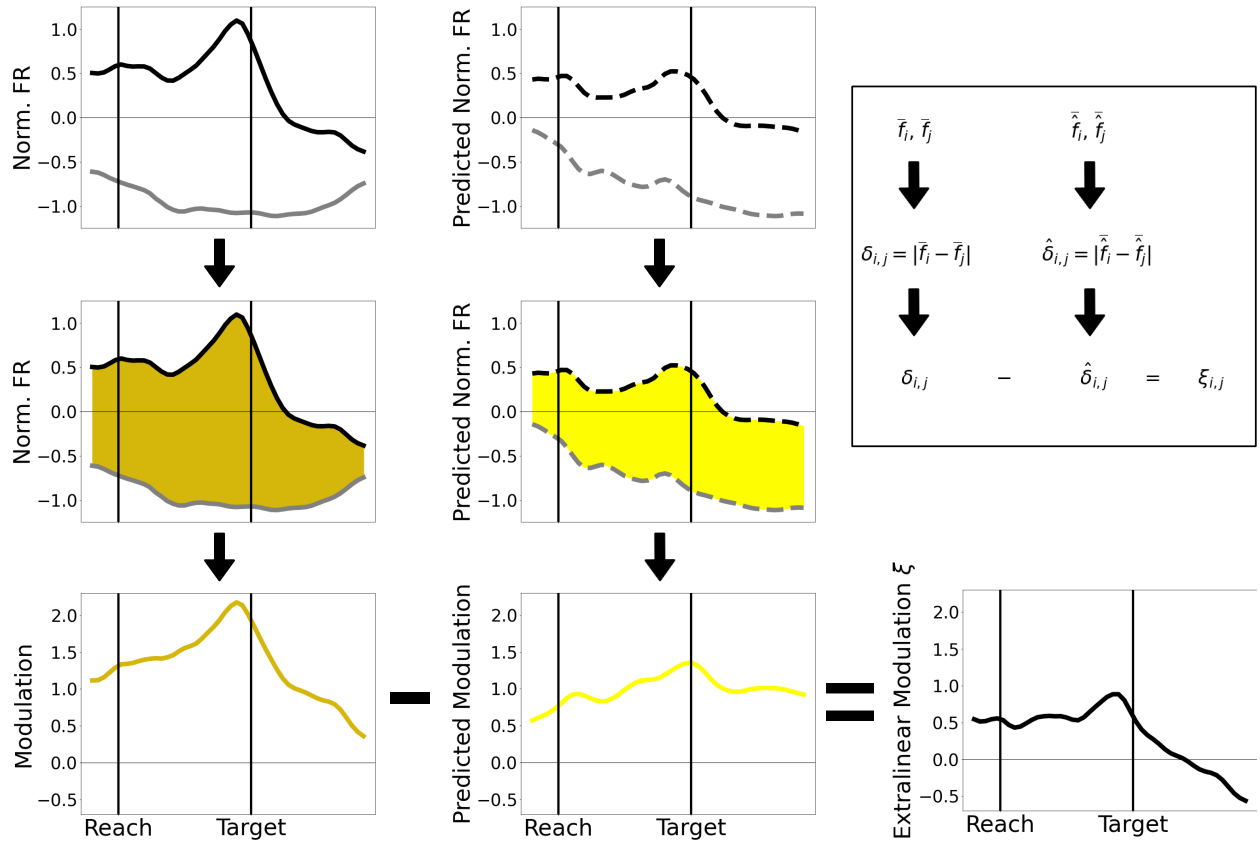 Norm. FR
1.0
0.5
0.0
−0.5
−1.0
Predicted Norm. FR
1.0
0.5
0.0
−0.5
−1.0
f̅i, f̅j
f̂̅i, f̂̅j
δi,j = |f̅i − f̅j|
δ̂i,j = |f̂̅i − f̂̅j|
δi,j − δ̂i,j = ξi,j
Norm. FR
1.0
0.5
0.0
−0.5
−1.0
Predicted Norm. FR
1.0
0.5
0.0
−0.5
−1.0
Modulation
2.0
1.5
1.0
0.5
0.0
−0.5
Reach Target
Predicted Modulation
2.0
1.5
1.0
0.5
0.0
−0.5
Reach Target
Extralinear Modulation ξ
2.0
1.5
1.0
0.5
0.0
−0.5
Reach Target